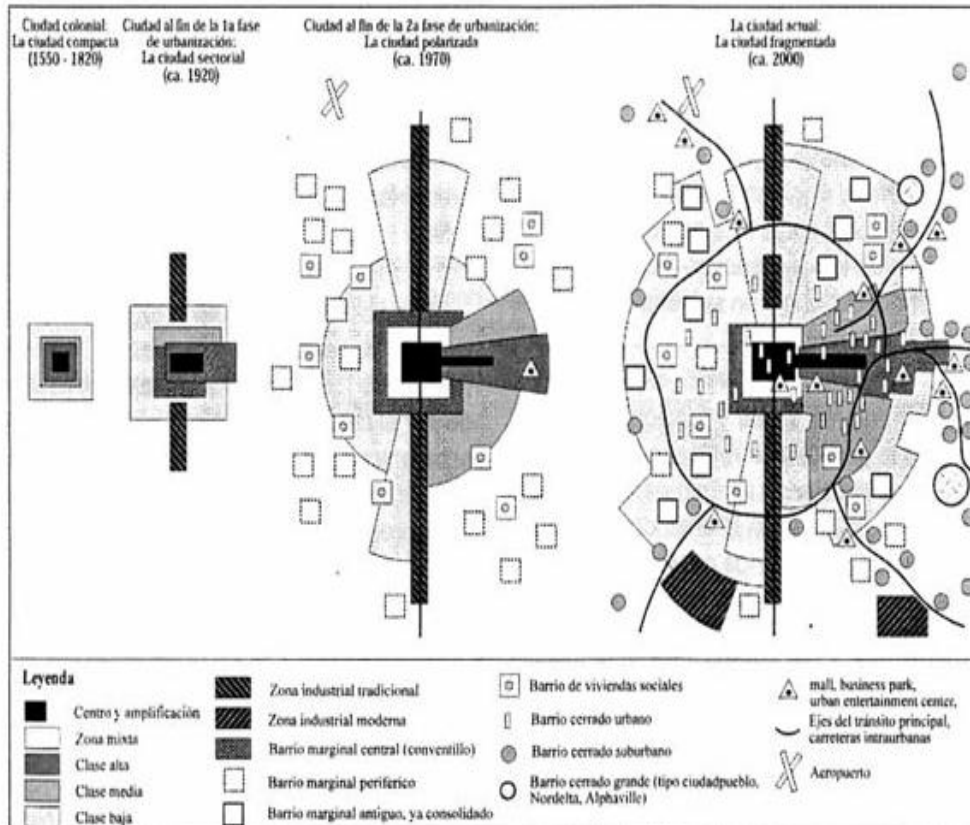 Ciudad colonial:
La ciudad compacta
(1550 - 1820)
Ciudad al fin de la 1a fase
de urbanización:
La ciudad sectorial
(ca. 1920)
Ciudad al fin de la 2a fase de urbanización:
La ciudad polarizada
(ca. 1970)
La ciudad actual:
La ciudad fragmentada
(ca. 2000)
Leyenda
Centro y amplificación
Zona mixta
Clase alta
Clase media
Clase baja
Zona industrial tradicional
Zona industrial moderna
Barrio marginal central (conventillo)
Barrio marginal periférico
Barrio marginal antiguo, ya consolidado
Barrio de viviendas sociales
Barrio cerrado urbano
Barrio cerrado suburbano
Barrio cerrado grande (tipo ciudadpueblo,
Nordelta, Alphaville)
mall, business park,
urban entertainment center,
Ejes del tránsito principal,
carreteras intraurbanas
Aeropuerto